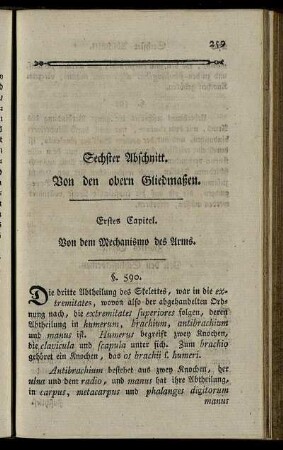 259
Sechster Abschnitt.
Von den obern Gliedmaßen.
Erstes Capitel.
Von dem Mechanismo des Arms.
§. 590.
Die dritte Abtheilung des Skelettes, war in die ex-
tremitates, wovon also der abgehandelten Ord-
nung nach, die extremitates superiores folgen, deren
Abtheilung in humerum, brachium, antibrachium
und manus ist. Humerus begreift zwey Knochen,
die clavicula und scapula unter sich. Zum brachio
gehöret ein Knochen, das os brachii s. humeri.
Antibrachium bestehet aus zwey Knochen, der
ulna und dem radio, und manus hat ihre Abtheilung,
in carpus, metacarpus und phalanges digitorum
manus